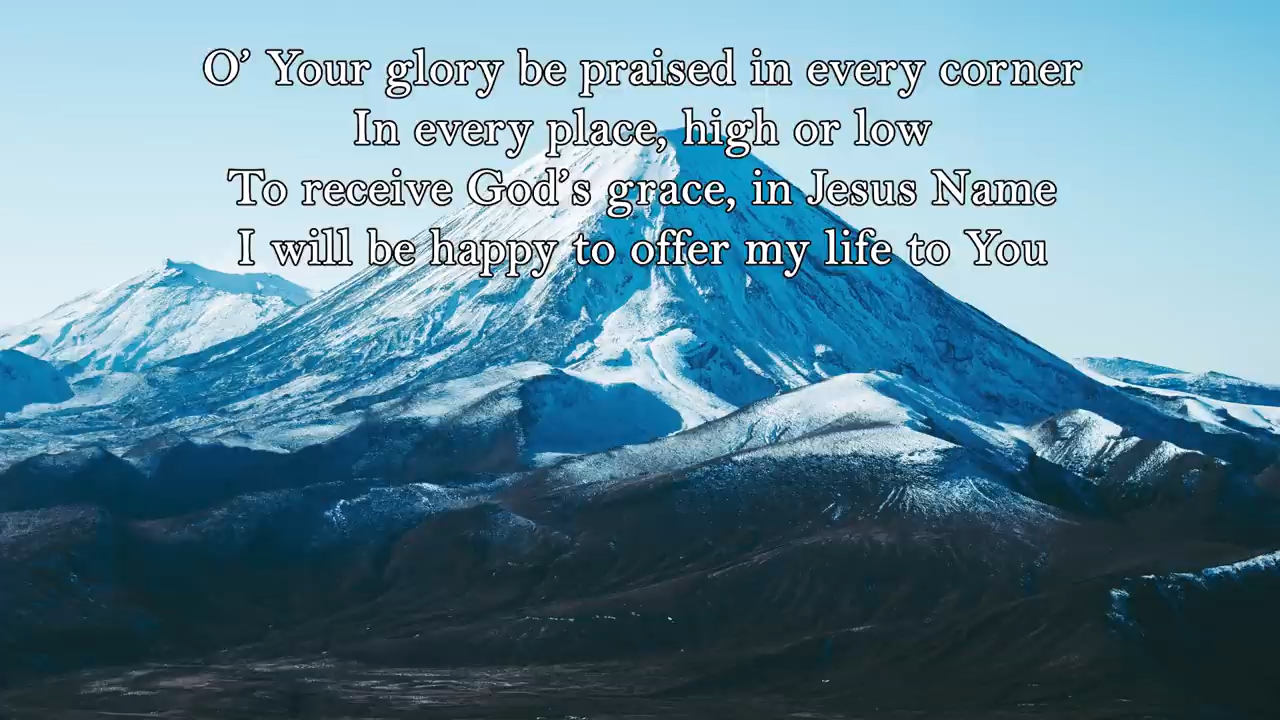 O’ Your glory be praised in every corner
In every place, high or low
To receive God’s grace, in Jesus Name
I will be happy to offer my life to You